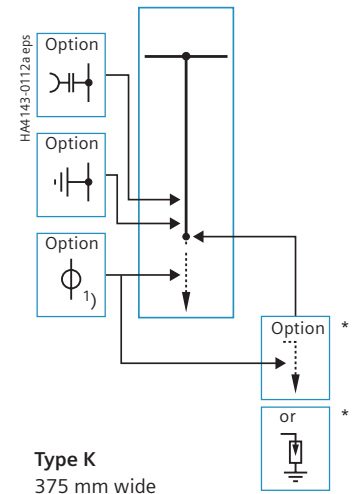 HA4143-0112a eps
Option
Option
Option
1)
Option *
or *
Type K
375 mm wide